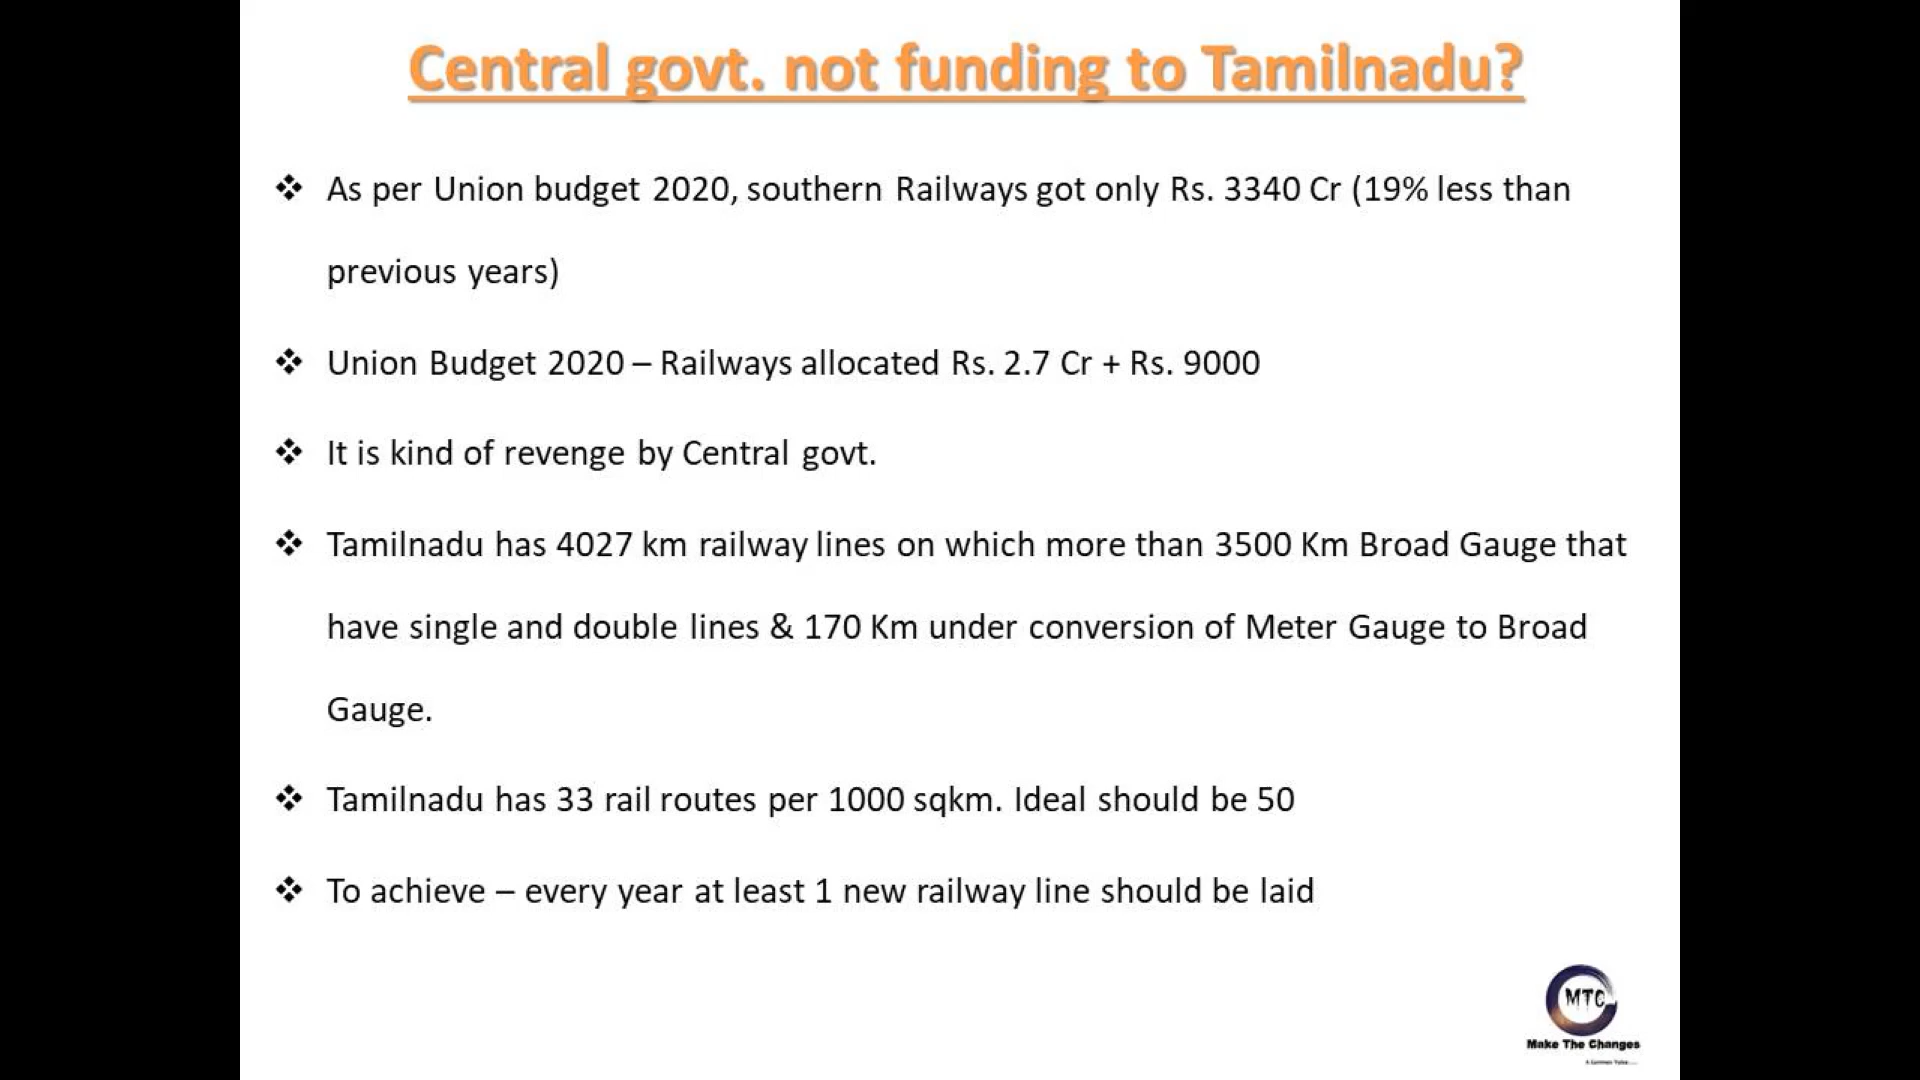 Central govt. not funding to Tamilnadu?
❖ As per Union budget 2020, southern Railways got only Rs. 3340 Cr (19% less than
previous years)
❖ Union Budget 2020 – Railways allocated Rs. 2.7 Cr + Rs. 9000
❖ It is kind of revenge by Central govt.
❖ Tamilnadu has 4027 km railway lines on which more than 3500 Km Broad Gauge that
have single and double lines & 170 Km under conversion of Meter Gauge to Broad
Gauge.
❖ Tamilnadu has 33 rail routes per 1000 sqkm. Ideal should be 50
❖ To achieve – every year at least 1 new railway line should be laid
MTC
Make The Changes